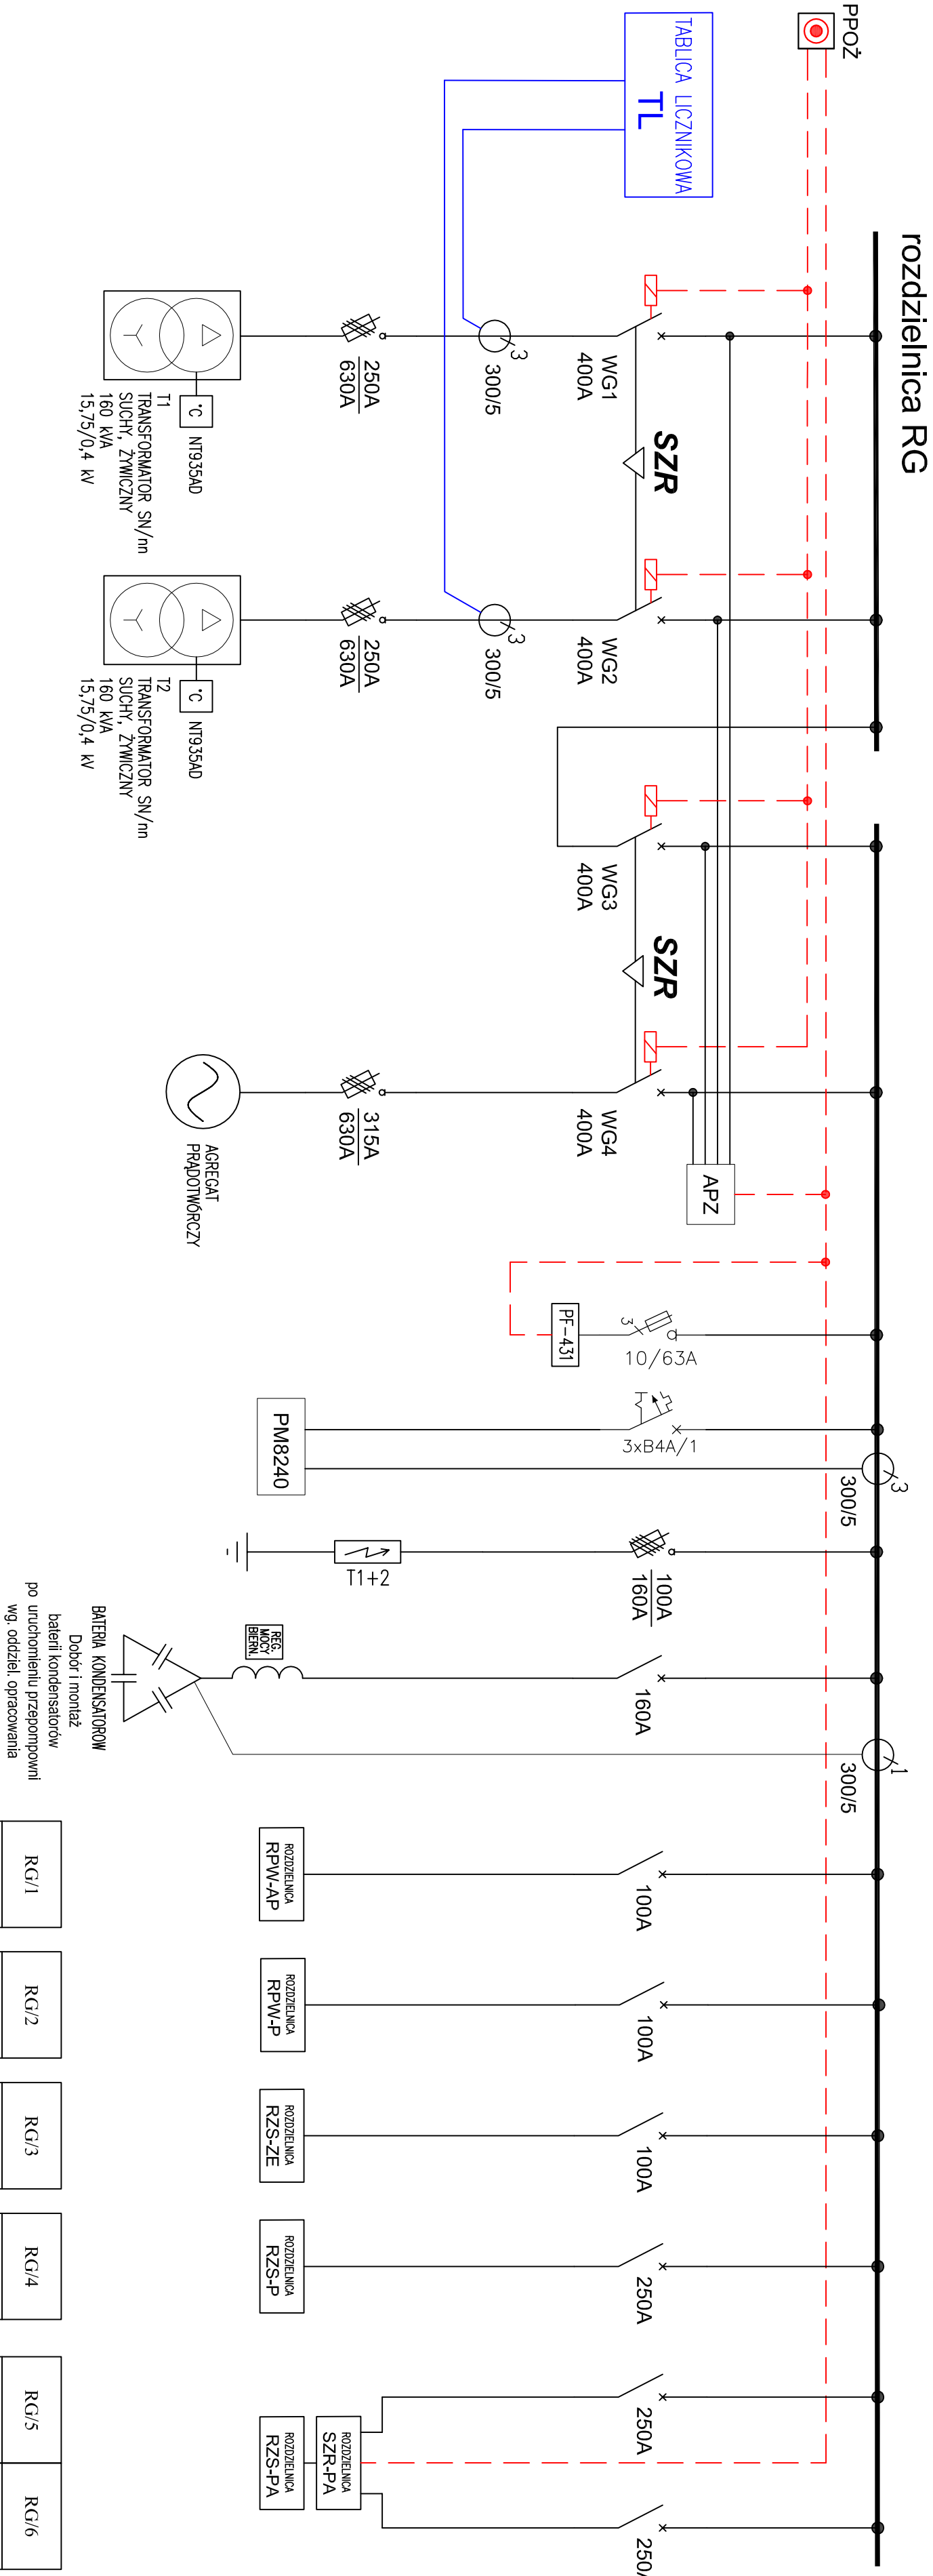 rozdzielnica RG
PPOŻ
TABLICA LICZNIKOWA
TL
WG1
400A
SZR
WG2
400A
WG3
400A
SZR
WG4
400A
APZ
3
300/5
3
300/5
250A
630A
250A
630A
315A
630A
°C
NT935AD
T1
TRANSFORMATOR SN/nn
SUCHY, ŻYWICZNY
160 kVA
15,75/0,4 kV
°C
NT935AD
T2
TRANSFORMATOR SN/nn
SUCHY, ŻYWICZNY
160 kVA
15,75/0,4 kV
AGREGAT
PRĄDOTWÓRCZY
3
10/63A
PF-431
3xB4A/1
PM8240
3
300/5
100A
160A
T1+2
160A
REG.
MOCY
BIERN.
1
300/5
BATERIA KONDENSATORÓW
Dobór i montaż
baterii kondensatorów
po uruchomieniu przepompowni
wg. oddziel. opracowania
100A
ROZDZIELNICA
RPW-AP
RG/1
100A
ROZDZIELNICA
RPW-P
RG/2
100A
ROZDZIELNICA
RZS-ZE
RG/3
250A
ROZDZIELNICA
RZS-P
RG/4
250A
ROZDZIELNICA
SZR-PA
ROZDZIELNICA
RZS-PA
RG/5
250
RG/6